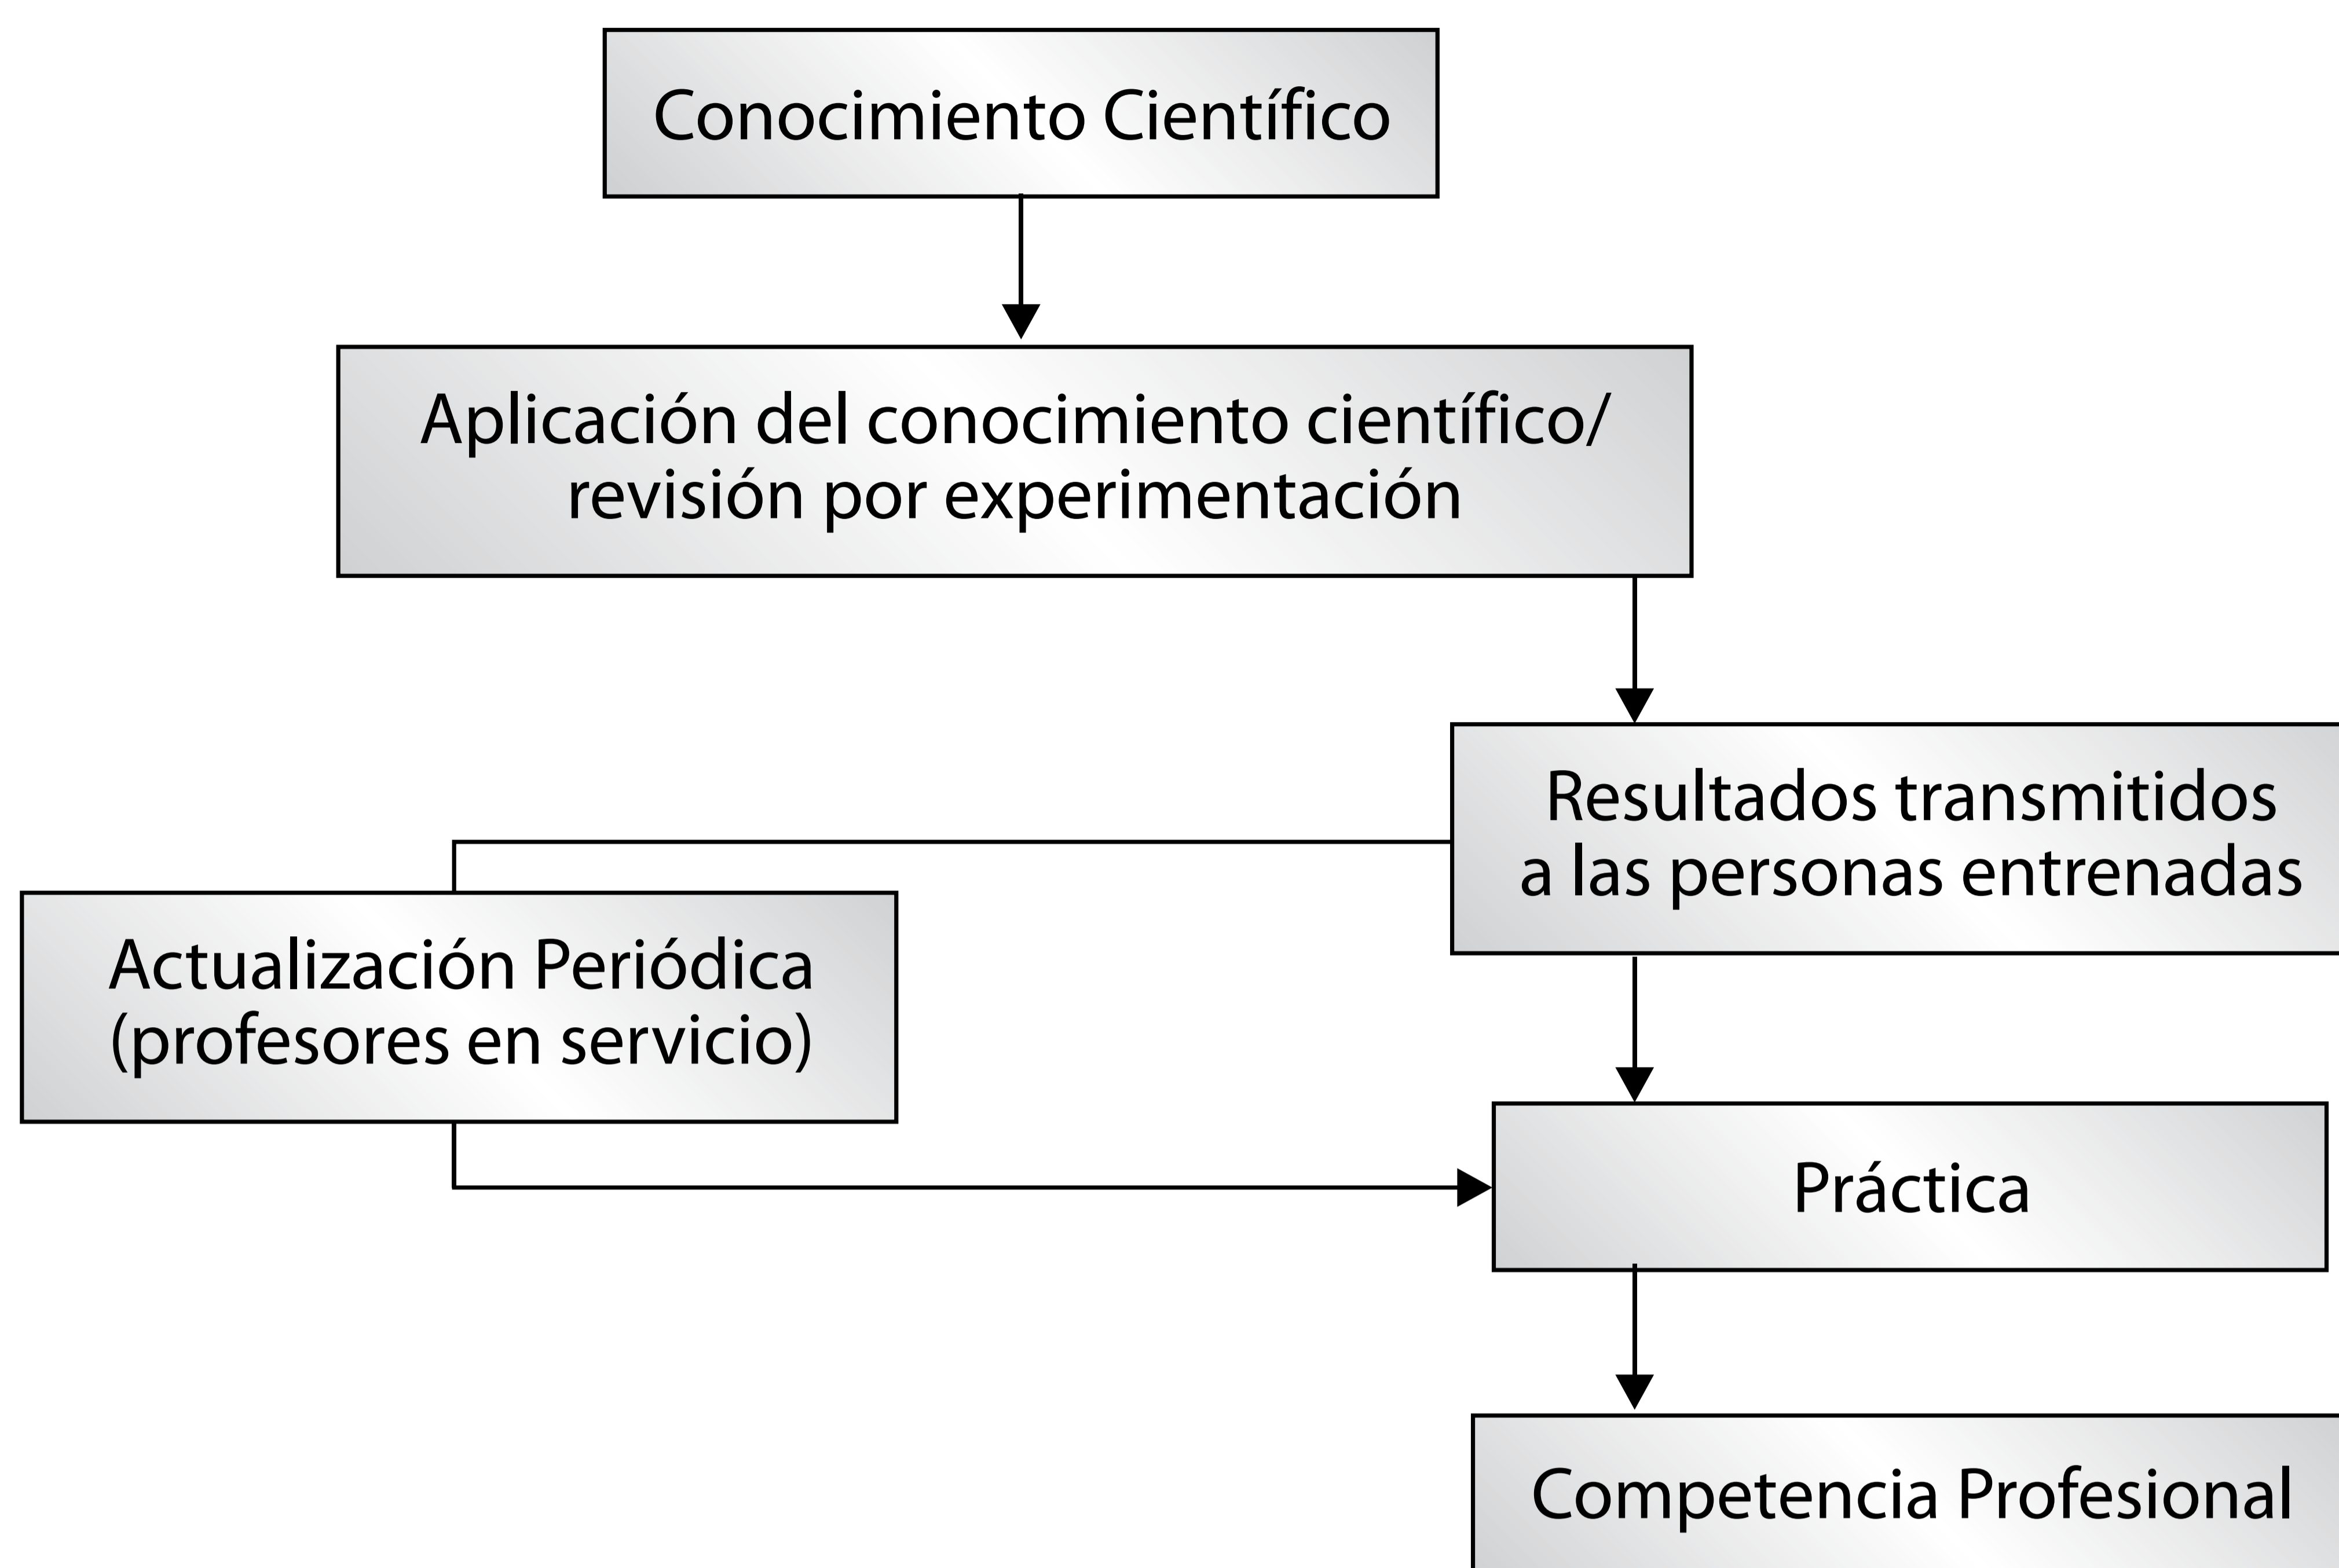 Conocimiento Científico
Aplicación del conocimiento científico/
revisión por experimentación
Resultados transmitidos
a las personas entrenadas
Actualización Periódica
(profesores en servicio)
Práctica
Competencia Profesional